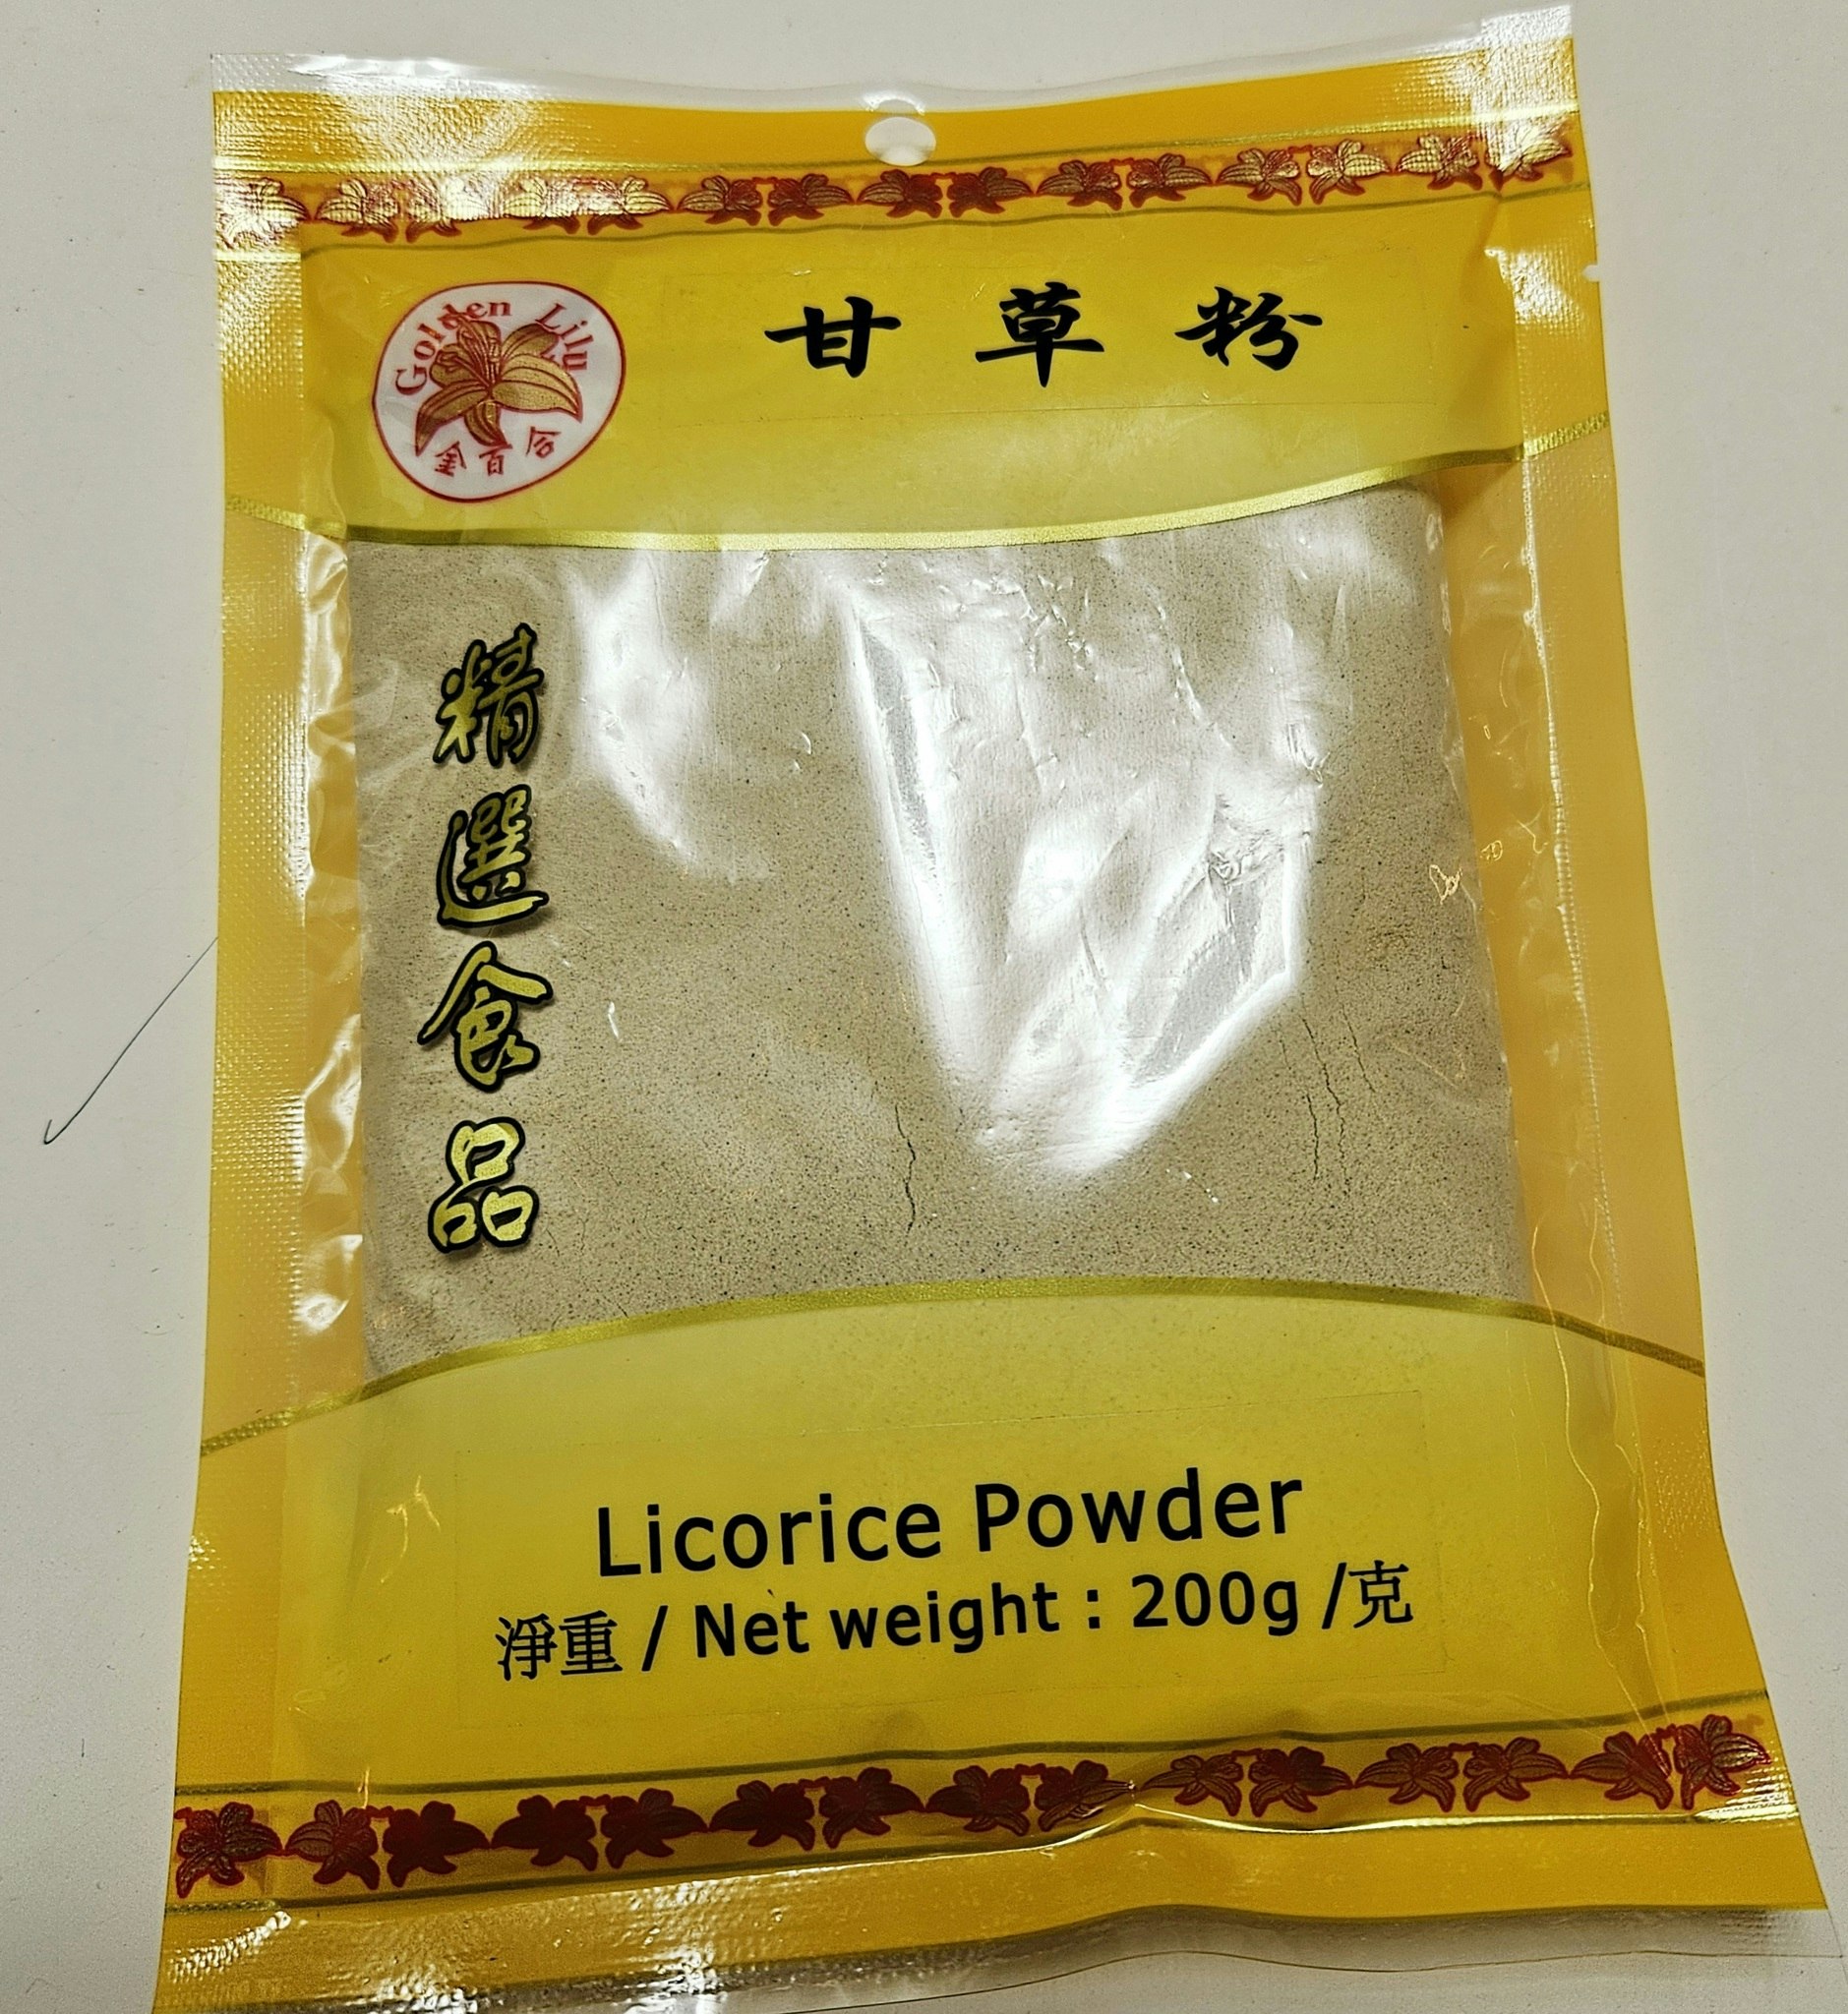 Golden Lily
金百合
甘草粉
精選食品
Licorice Powder
淨重 / Net weight : 200g /克